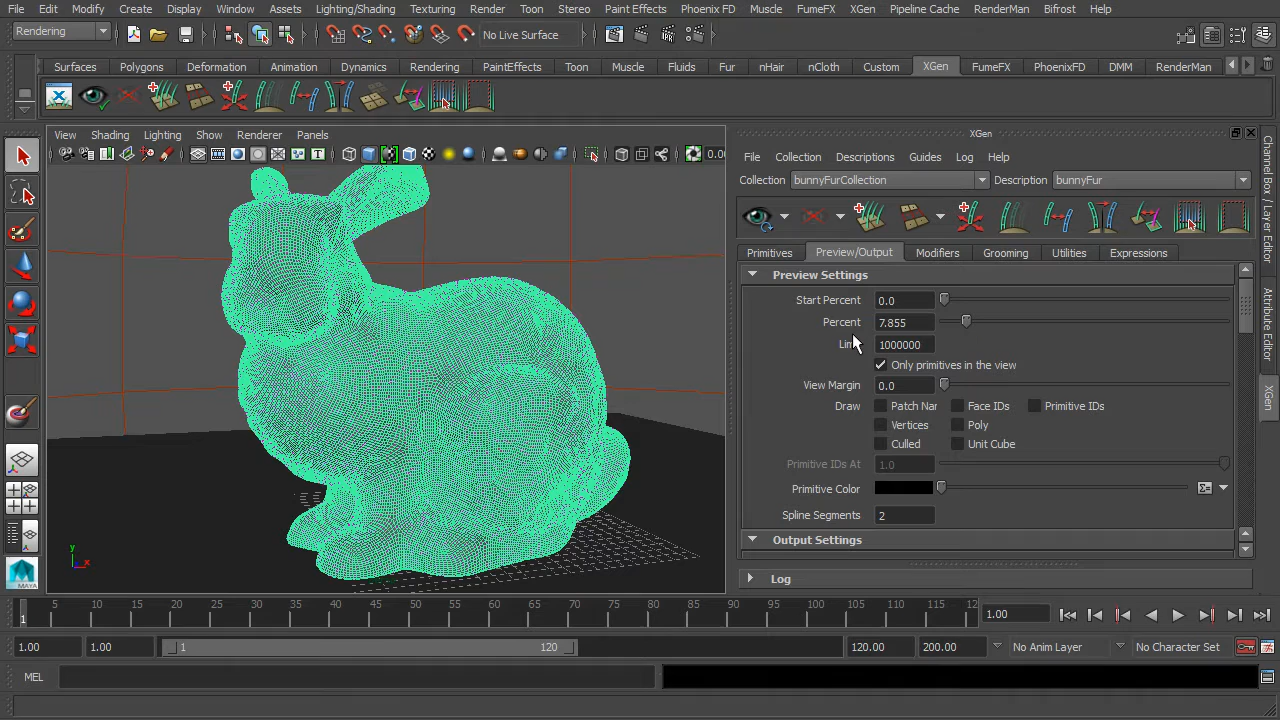 File Edit Modify Create Display Window Assets Lighting/Shading Texturing Render Toon Stereo Paint Effects Phoenix FD Muscle FumeFX XGen Pipeline Cache RenderMan Bifrost Help
Rendering No Live Surface
Surfaces Polygons Deformation Animation Dynamics Rendering PaintEffects Toon Muscle Fluids Fur nHair nCloth Custom XGen FumeFX PhoenixFD DMM RenderMan
View Shading Lighting Show Renderer Panels
0.00
XGen
File Collection Descriptions Guides Log Help
Collection bunnyFurCollection Description bunnyFur
Primitives Preview/Output Modifiers Grooming Utilities Expressions
Preview Settings
Start Percent 0.0
Percent 7.855
1000000
Only primitives in the view
View Margin 0.0
Draw Patch Nar Face IDs Primitive IDs
Vertices Poly
Culled Unit Cube
Primitive IDs At 1.0
Primitive Color
Spline Segments 2
Output Settings
Log
Channel Box / Layer Editor
Attribute Editor
XGen
y
x
1 5 10 15 20 25 30 35 40 45 50 55 60 65 70 75 80 85 90 95 100 105 110 115 12 1.00
1.00 1.00 1 120 120.00 200.00 No Anim Layer No Character Set
MEL
MAYA